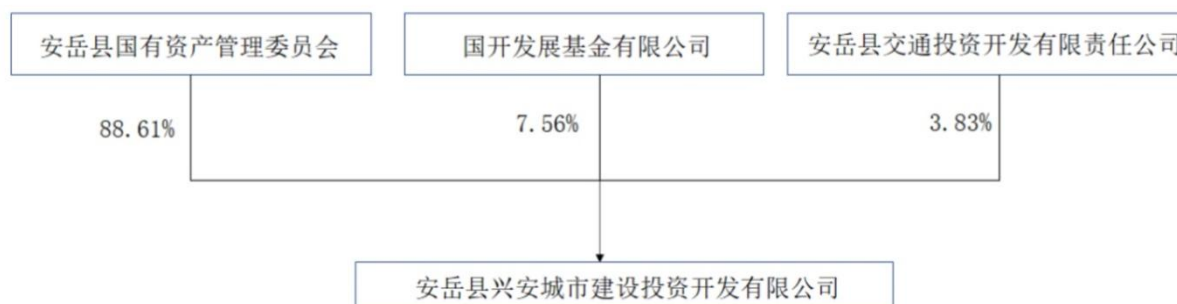 安岳县国有资产管理委员会
国开发展基金有限公司
安岳县交通投资开发有限责任公司
88.61%
7.56%
3.83%
安岳县兴安城市建设投资开发有限公司